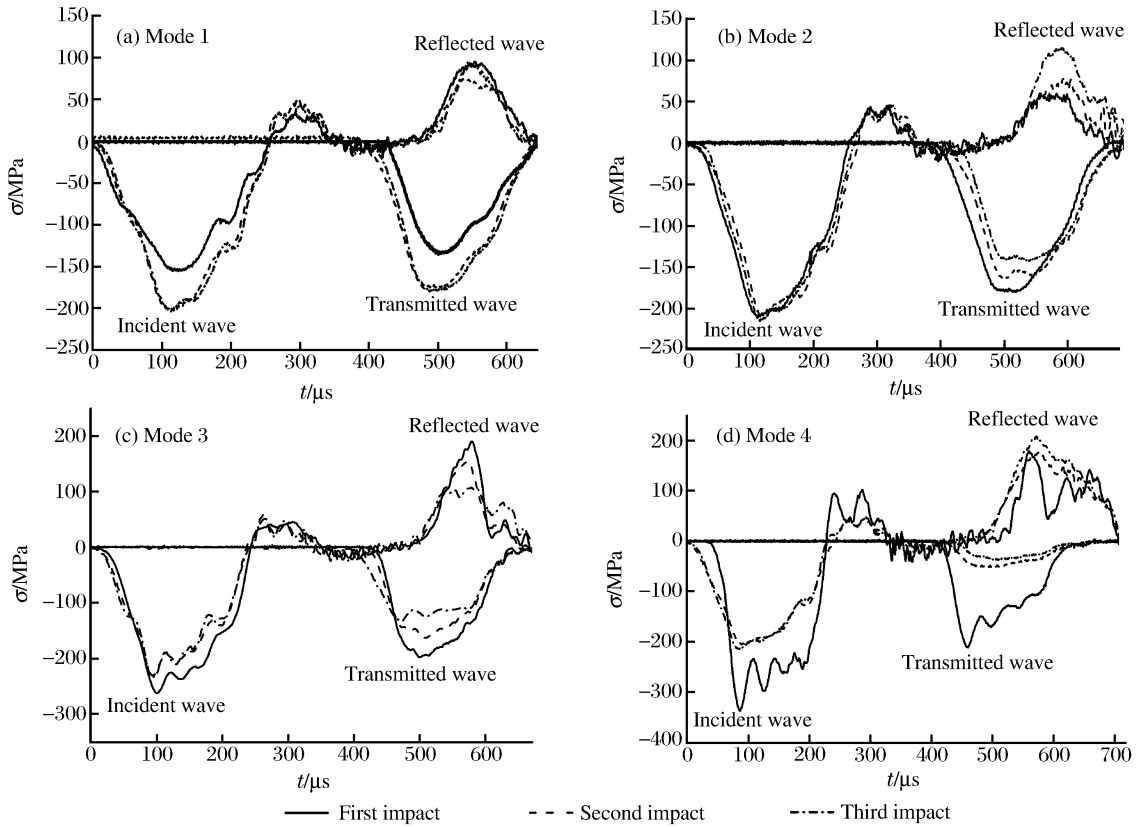 (a) Mode 1
Reflected wave
Incident wave
Transmitted wave
σ/MPa
150
100
50
0
−50
−100
−150
−200
−250
0 100 200 300 400 500 600
t/μs
(b) Mode 2
Reflected wave
Incident wave
Transmitted wave
σ/MPa
150
100
50
0
−50
−100
−150
−200
−250
0 100 200 300 400 500 600
t/μs
(c) Mode 3
Reflected wave
Incident wave
Transmitted wave
σ/MPa
200
100
0
−100
−200
−300
0 100 200 300 400 500 600
t/μs
(d) Mode 4
Reflected wave
Incident wave
Transmitted wave
σ/MPa
200
100
0
−100
−200
−300
−400
0 100 200 300 400 500 600 700
t/μs
First impact Second impact Third impact